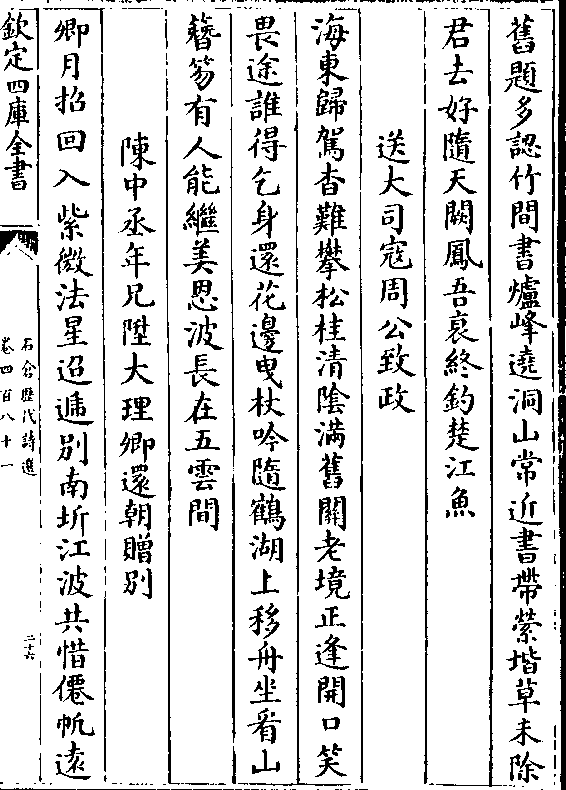 舊題多認竹間書爐峰遶洞山常近書帶縈堦草未除
君去好隨天闕鳳吾衰終釣楚江魚
送大司寇周公致政
海東歸駕杳難攀松桂清陰滿舊關老境正逢開口笑
畏途誰得乞身還花邊曳杖吟隨鶴湖上移舟坐看山
簪笏有人能繼美恩波長在五雲間
陳中丞年兄陞大理卿還朝贈別
卿月招回入紫微法星迢遞別南圻江波共惜僊帆遠
欽定四庫全書
石倉歷代詩選
卷四百八十一
二十六